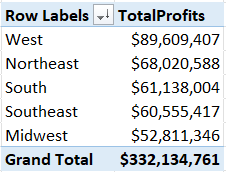 Row Labels TotalProfits
West $89,609,407
Northeast $68,020,588
South $61,138,004
Southeast $60,555,417
Midwest $52,811,346
Grand Total $332,134,761